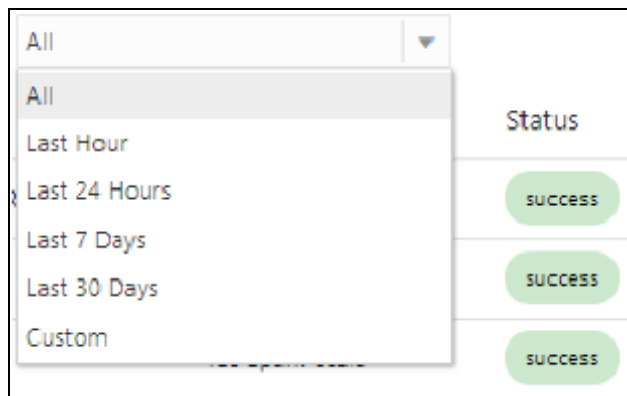 All
All
Last Hour
Status
Last 24 Hours
success
Last 7 Days
success
Last 30 Days
Custom
success